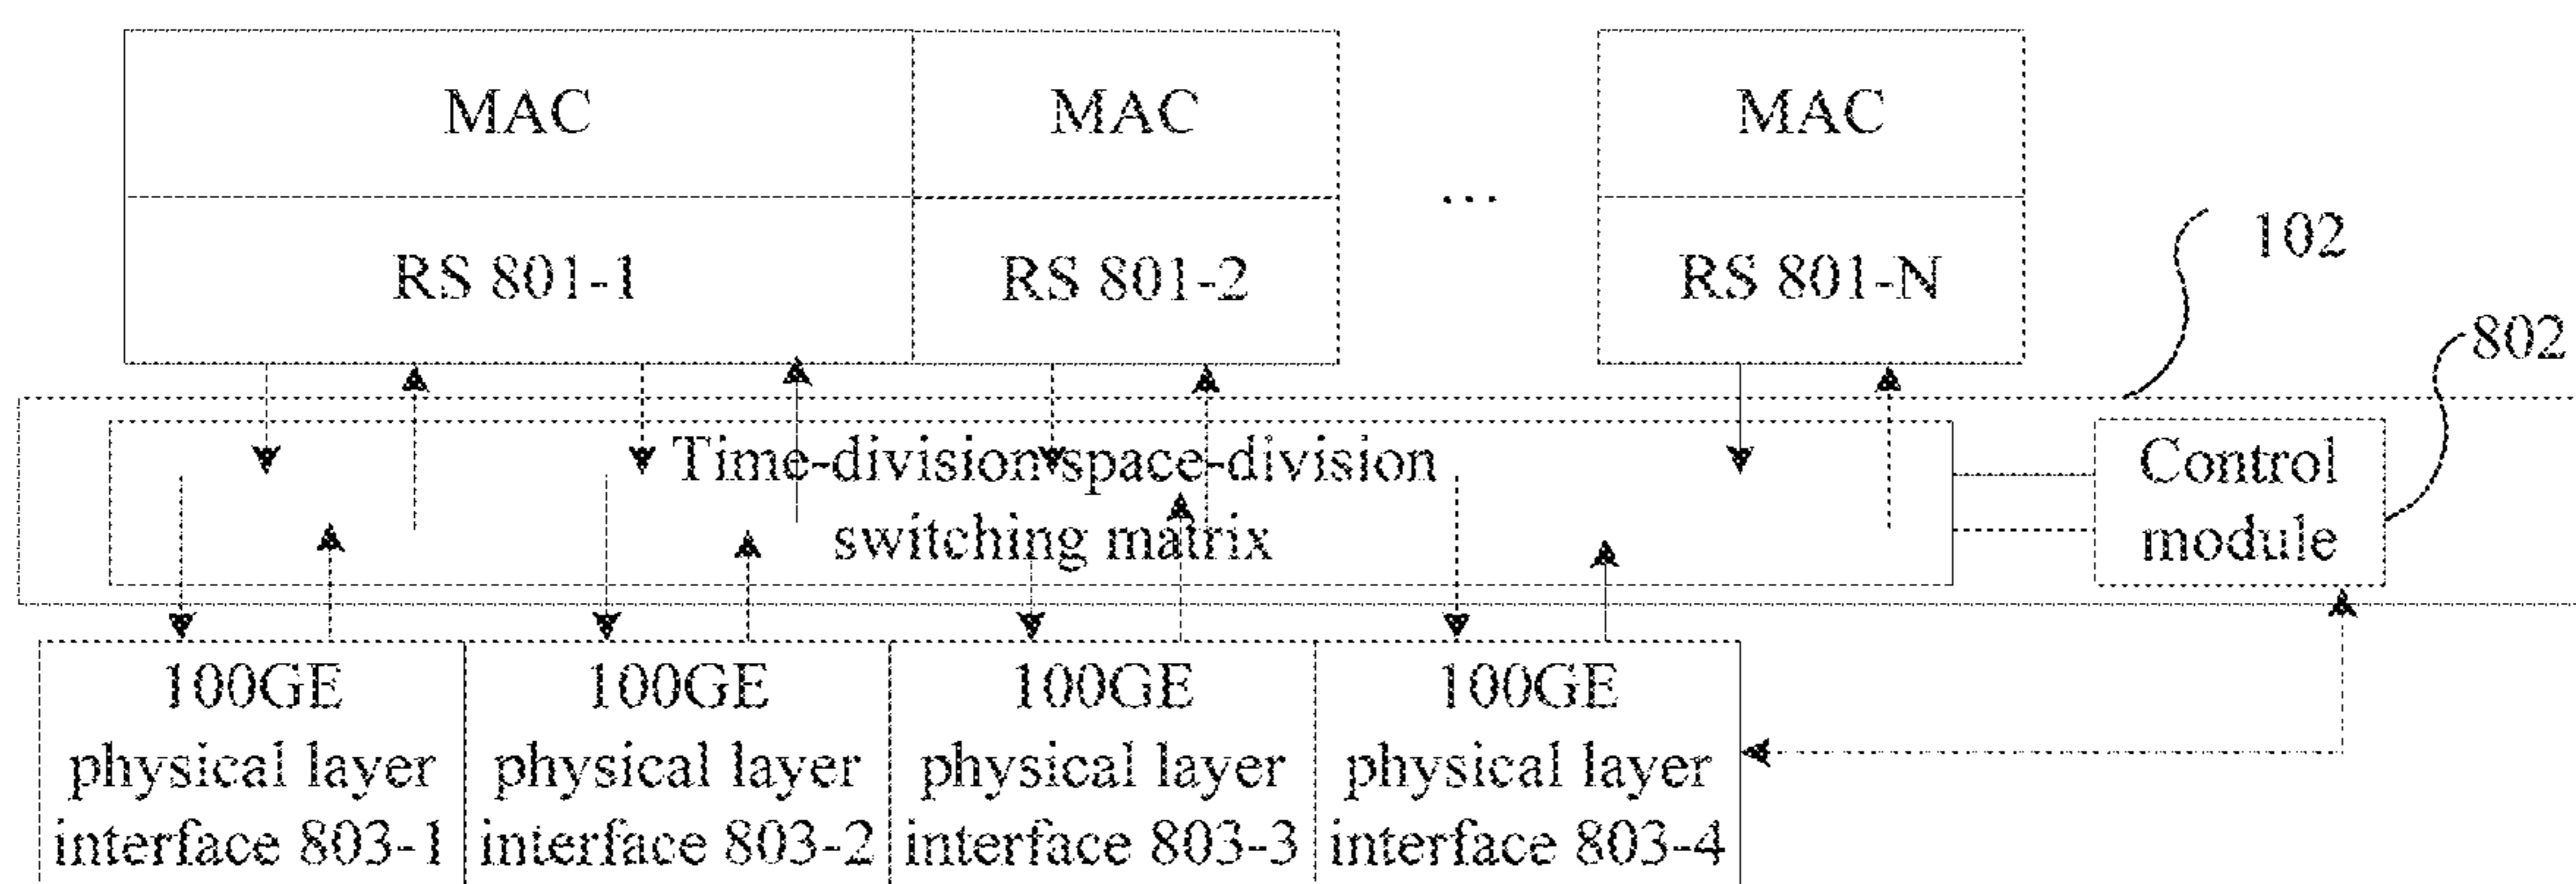 MAC
MAC
MAC
...
RS 801-1
RS 801-2
RS 801-N
102
802
Time-division space-division
switching matrix
Control
module
100GE
physical layer
interface 803-1
100GE
physical layer
interface 803-2
100GE
physical layer
interface 803-3
100GE
physical layer
interface 803-4